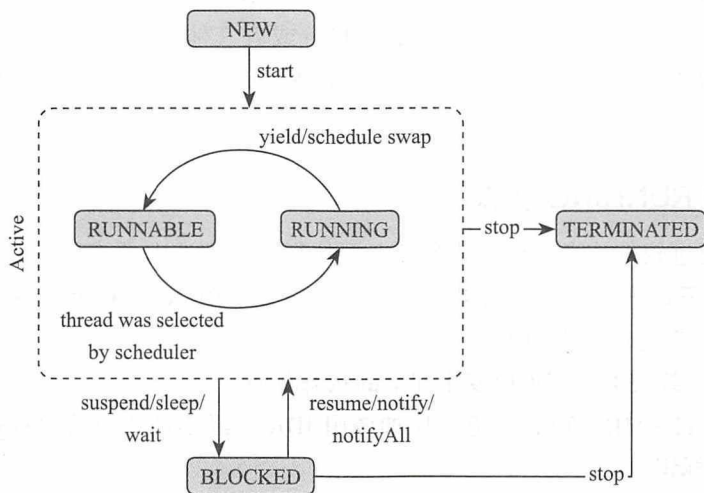 NEW
start
Active
yield/schedule swap
RUNNABLE
RUNNING
stop
TERMINATED
thread was selected
by scheduler
suspend/sleep/
wait
resume/notify/
notifyAll
BLOCKED
stop